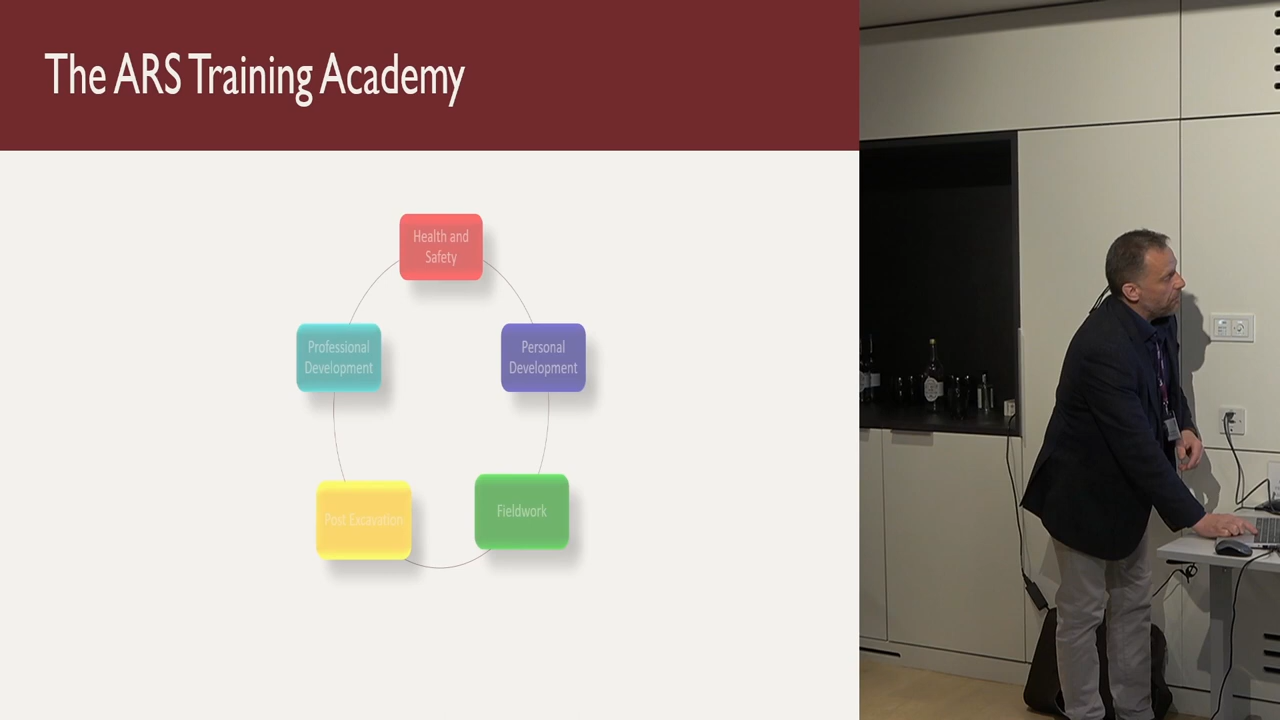 The ARS Training Academy
Health and
Safety
Professional
Development
Personal
Development
Post Excavation
Fieldwork